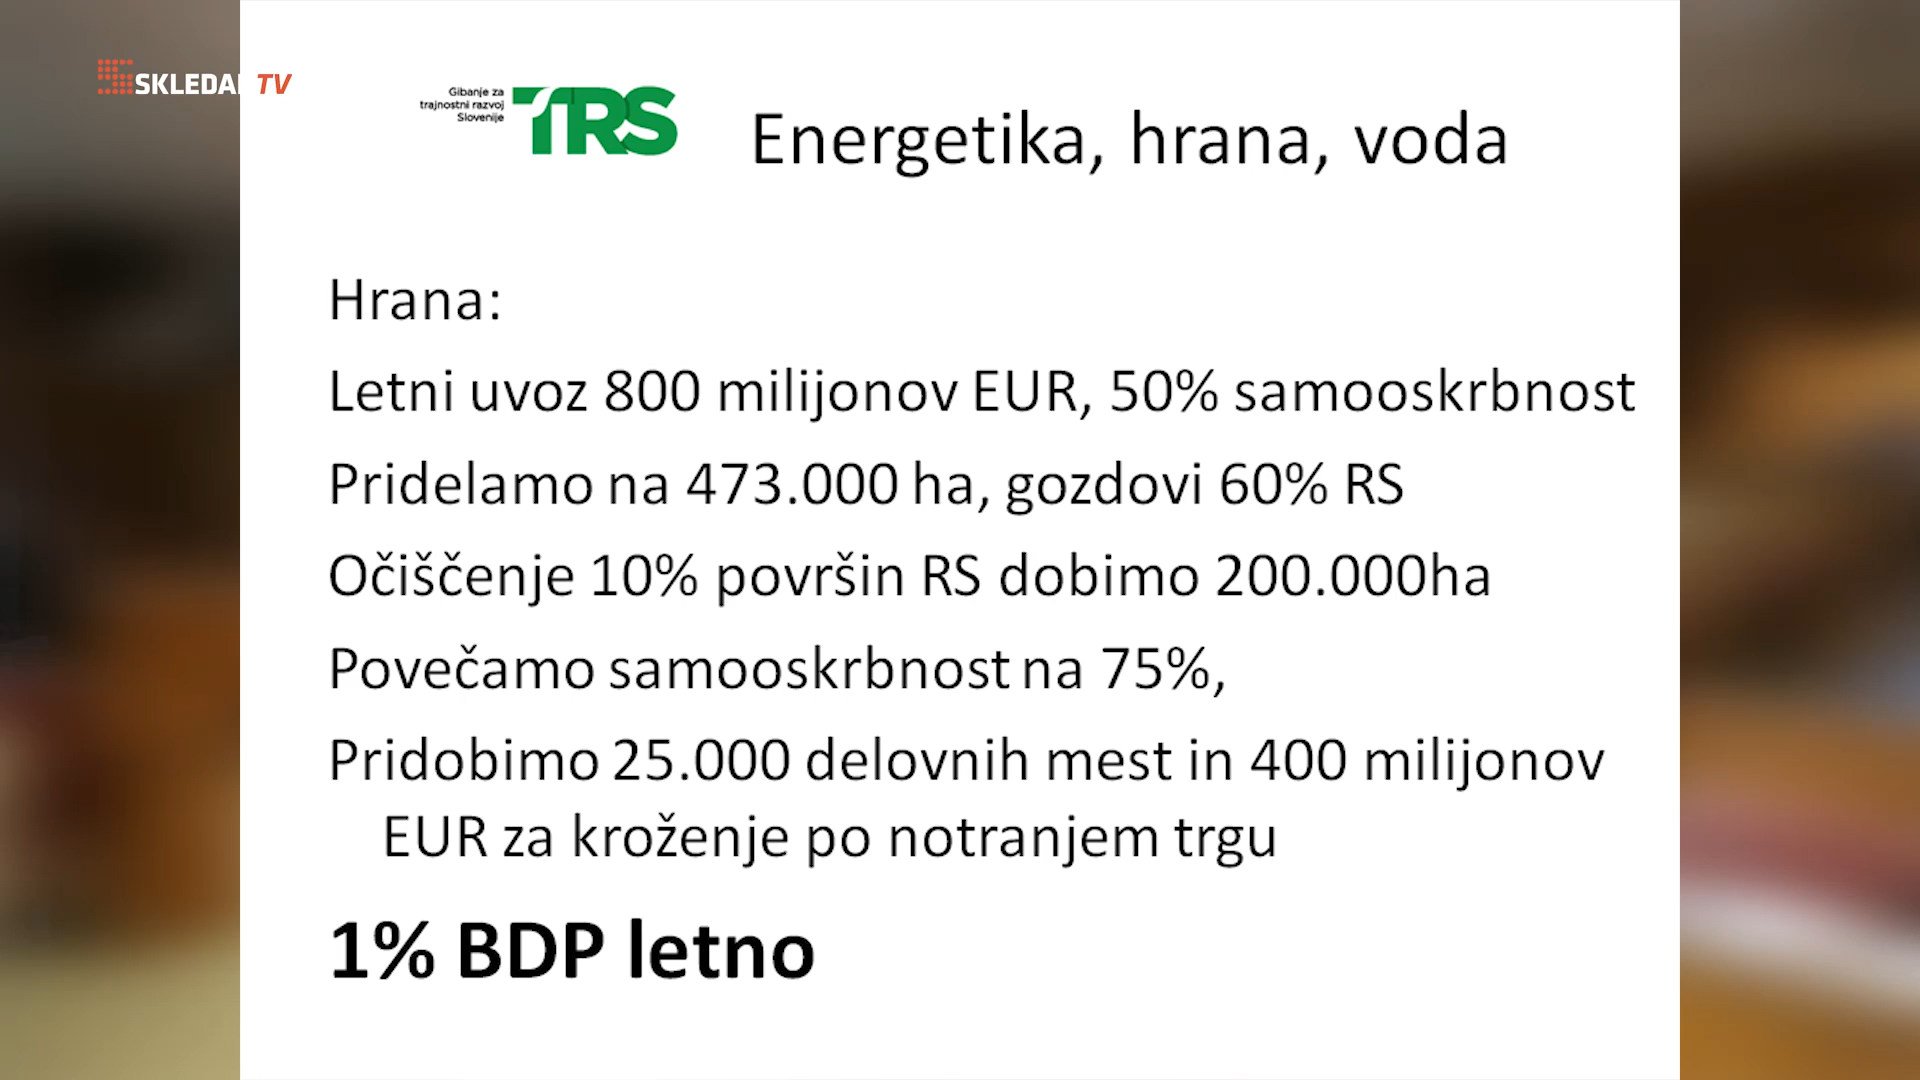 SKLEDAR TV
Gibanje za
trajnostni razvoj
Slovenije
TRS
Energetika, hrana, voda
Hrana:
Letni uvoz 800 milijonov EUR, 50% samooskrbnost
Pridelamo na 473.000 ha, gozdovi 60% RS
Očiščenje 10% površin RS dobimo 200.000ha
Povečamo samooskrbnost na 75%,
Pridobimo 25.000 delovnih mest in 400 milijonov
EUR za kroženje po notranjem trgu
1% BDP letno